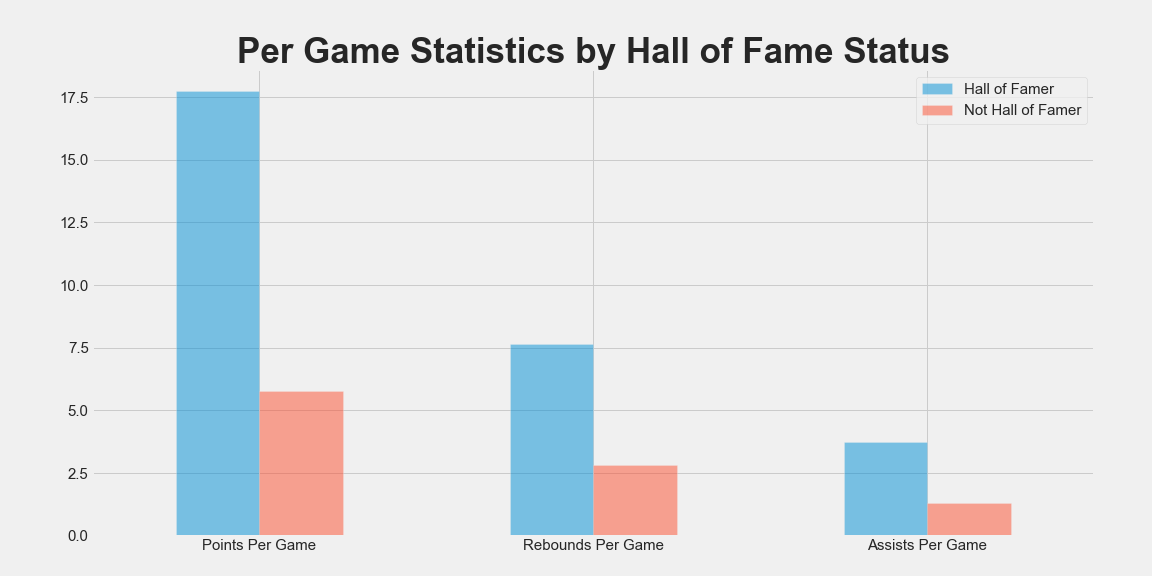 Per Game Statistics by Hall of Fame Status
Hall of Famer
Not Hall of Famer
17.5
15.0
12.5
10.0
7.5
5.0
2.5
0.0
Points Per Game
Rebounds Per Game
Assists Per Game